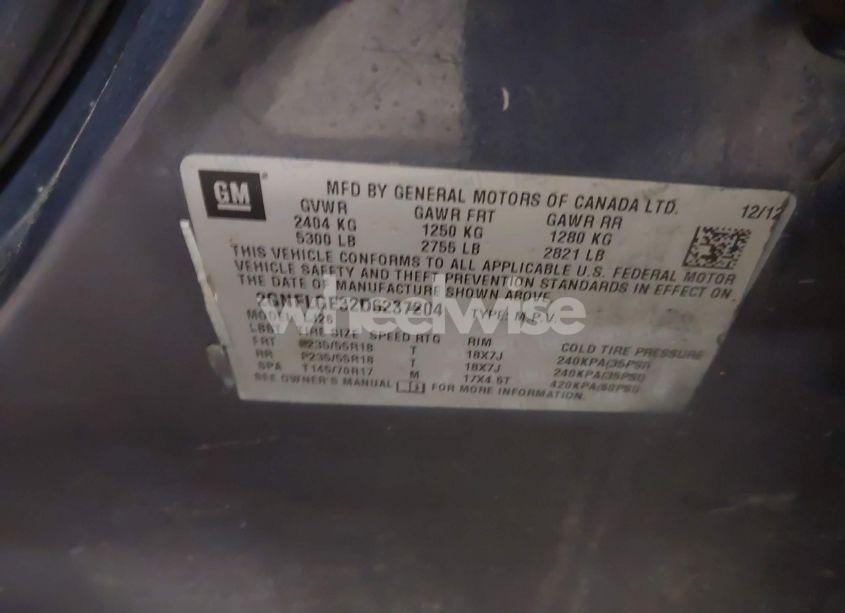 GM
MFD BY GENERAL MOTORS OF CANADA LTD. 12/12
GVWR GAWR FRT GAWR RR
2404 KG 1250 KG 1280 KG
5300 LB 2755 LB 2821 LB
THIS VEHICLE CONFORMS TO ALL APPLICABLE U.S. FEDERAL MOTOR
VEHICLE SAFETY AND THEFT PREVENTION STANDARDS IN EFFECT ON
THE DATE OF MANUFACTURE SHOWN ABOVE.
TYPE: M.P.V.
wheelwise
TIRE SIZE SPEED RTG RIM COLD TIRE PRESSURE
FRT P235/55R18 T 18X7J 240KPA(35PSI)
RR P235/55R18 T 18X7J 240KPA(35PSI)
SPA T145/70R17 M 17X4.5T 420KPA(60PSI)
SEE OWNER'S MANUAL FOR MORE INFORMATION.